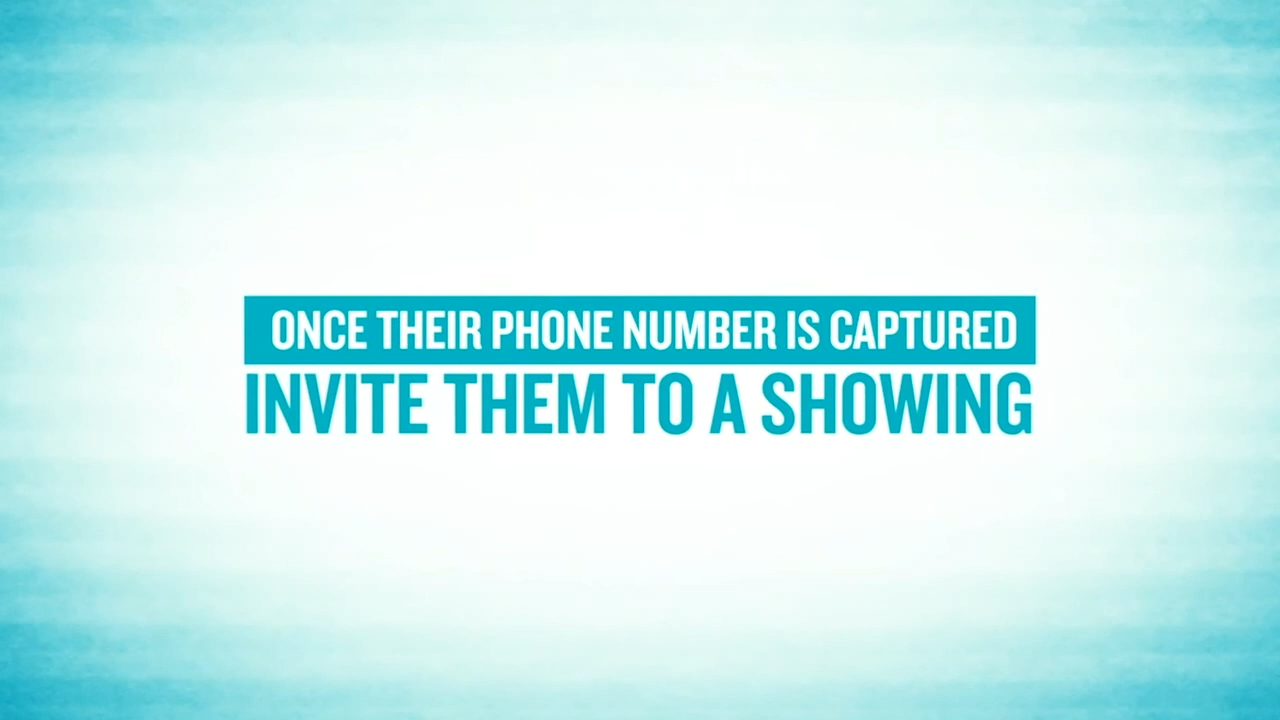 ONCE THEIR PHONE NUMBER IS CAPTURED
INVITE THEM TO A SHOWING